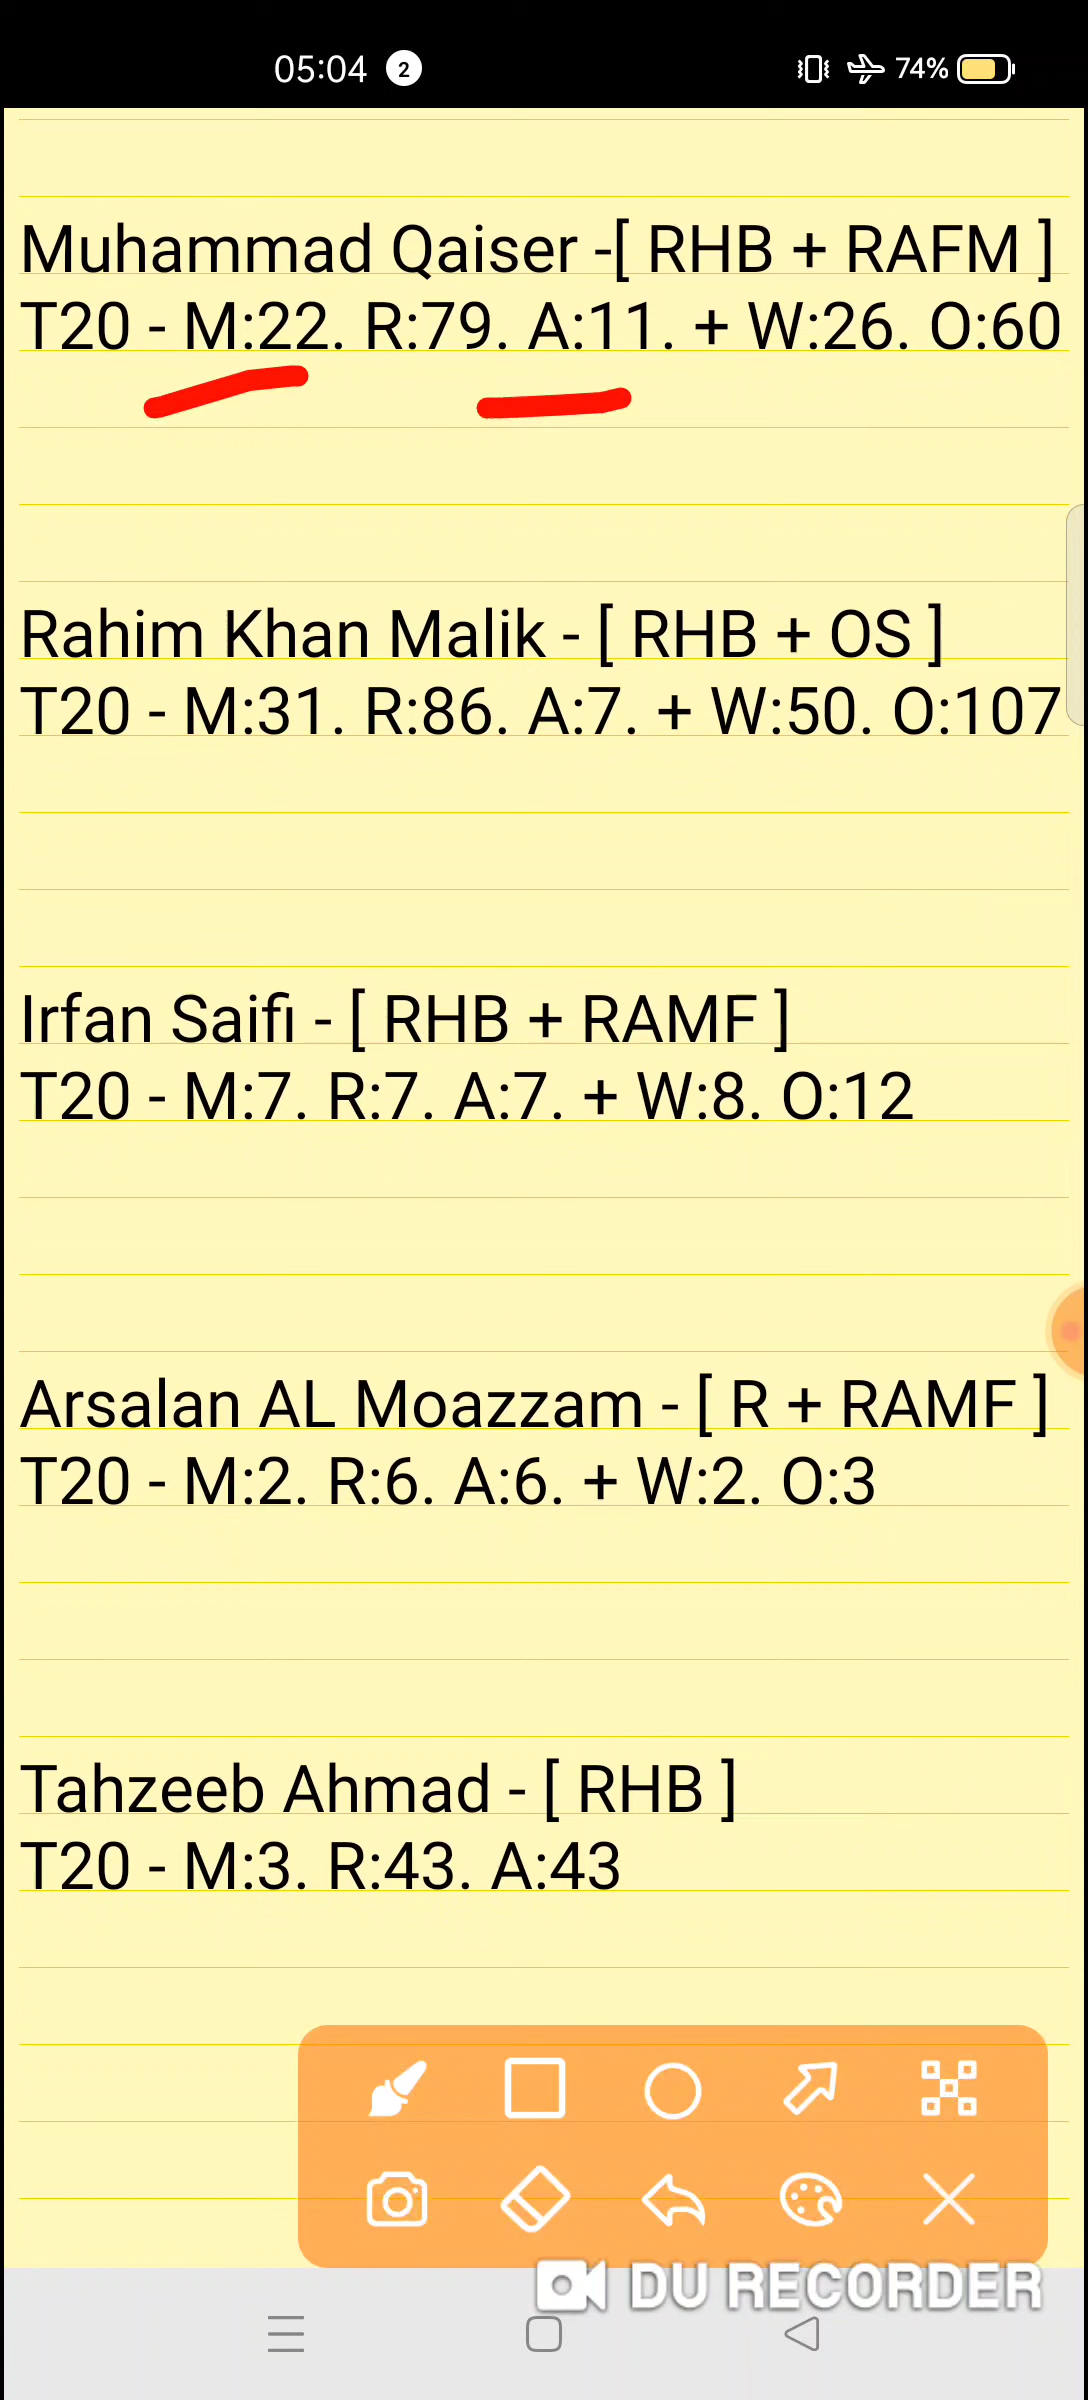 05:04 2 74%
Muhammad Qaiser -[ RHB + RAFM ]
T20 - M:22. R:79. A:11. + W:26. O:60
Rahim Khan Malik - [ RHB + OS ]
T20 - M:31. R:86. A:7. + W:50. O:107
Irfan Saifi - [ RHB + RAMF ]
T20 - M:7. R:7. A:7. + W:8. O:12
Arsalan AL Moazzam - [ R + RAMF ]
T20 - M:2. R:6. A:6. + W:2. O:3
Tahzeeb Ahmad - [ RHB ]
T20 - M:3. R:43. A:43
DU RECORDER